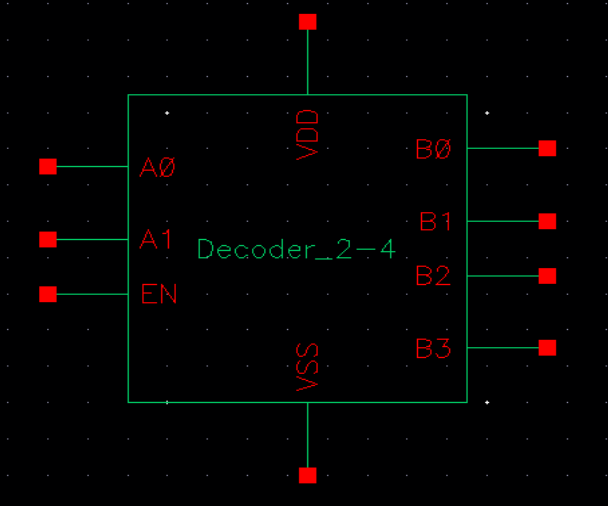 VDD
A0
B0
A1
B1
Decoder_2-4
EN
B2
VSS
B3